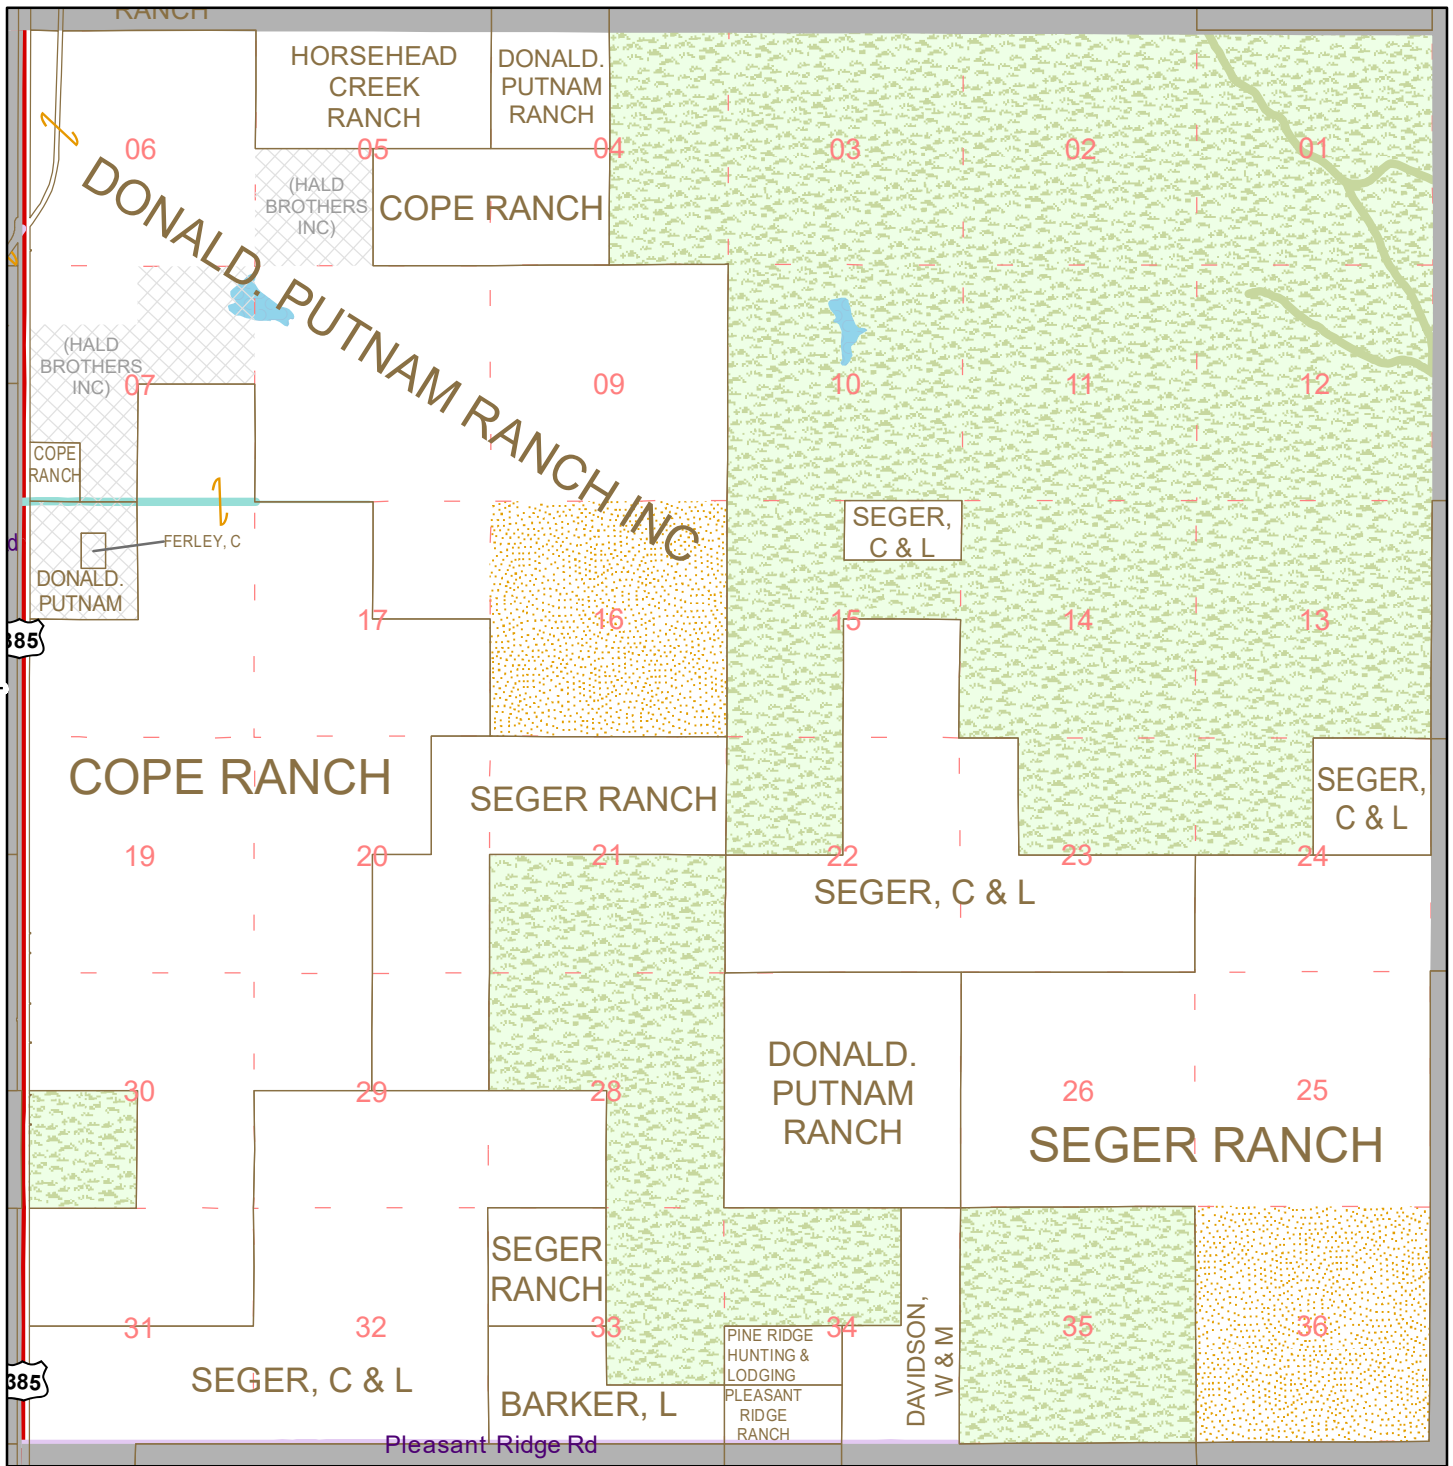 RANCH
HORSEHEAD
CREEK
RANCH
DONALD.
PUTNAM
RANCH
06
05
04
03
02
01
(HALD
BROTHERS
INC)
COPE RANCH
DONALD. PUTNAM RANCH INC
(HALD
BROTHERS
INC)
07
09
10
11
12
COPE
RANCH
SEGER,
C & L
d
FERLEY, C
DONALD.
PUTNAM
17
16
15
14
13
385
COPE RANCH
SEGER RANCH
SEGER,
C & L
19
20
21
22
23
24
SEGER, C & L
DONALD.
PUTNAM
RANCH
30
29
28
26
25
SEGER RANCH
SEGER
RANCH
31
32
33
34
35
36
PINE RIDGE
HUNTING &
LODGING
DAVIDSON,
W & M
385
SEGER, C & L
BARKER, L
PLEASANT
RIDGE
RANCH
Pleasant Ridge Rd